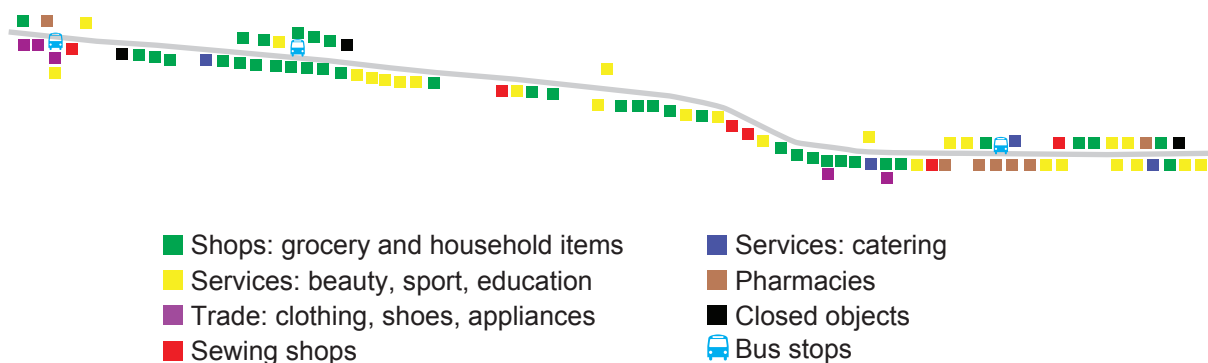 Shops: grocery and household items
Services: beauty, sport, education
Trade: clothing, shoes, appliances
Sewing shops
Services: catering
Pharmacies
Closed objects
Bus stops